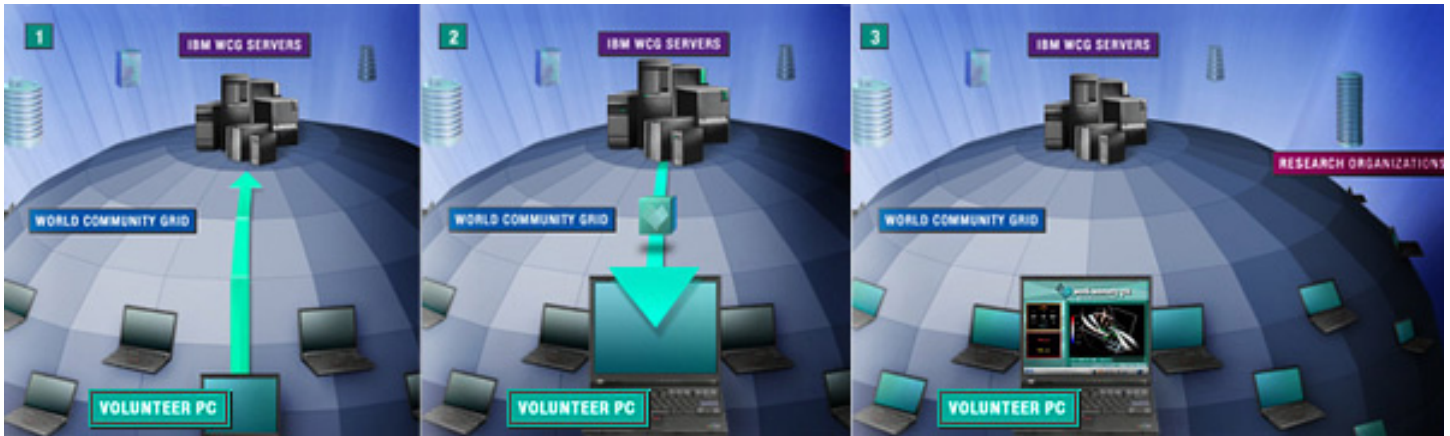 1
IBM WCG SERVERS
WORLD COMMUNITY GRID
VOLUNTEER PC
2
IBM WCG SERVERS
WORLD COMMUNITY GRID
VOLUNTEER PC
3
IBM WCG SERVERS
RESEARCH ORGANIZATIONS
WORLD COMMUNITY GRID
VOLUNTEER PC